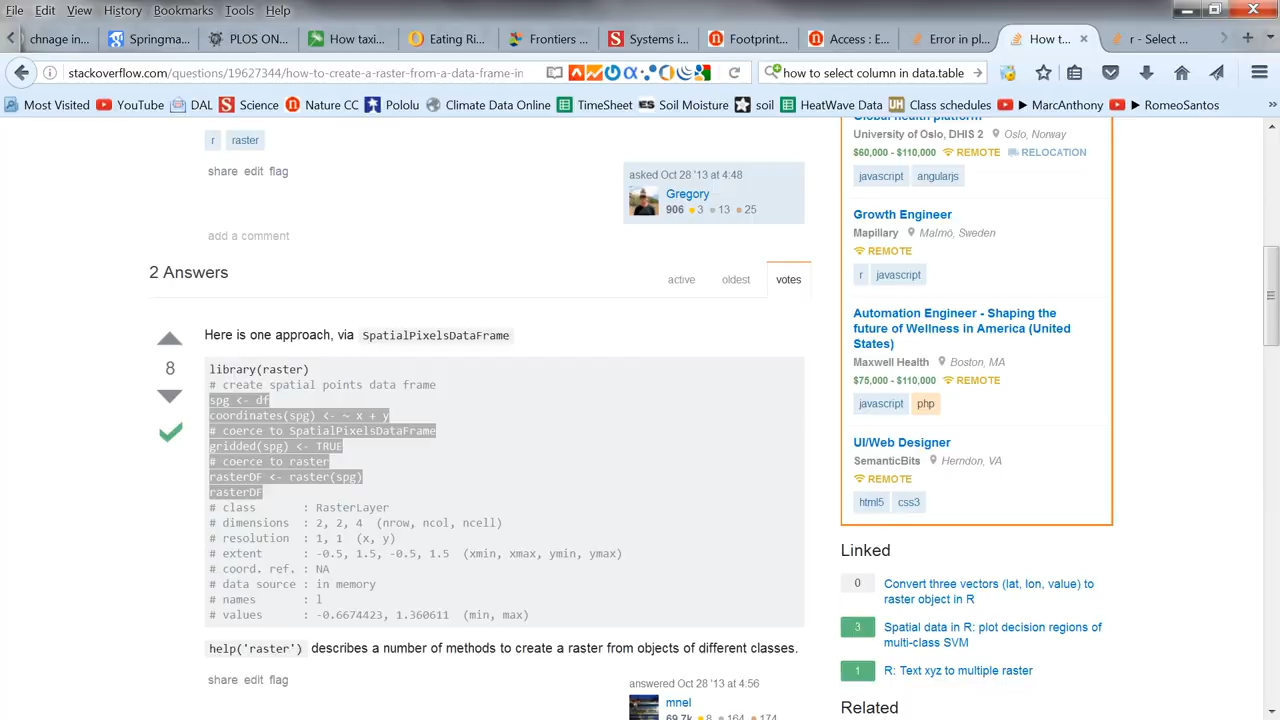 File Edit View History Bookmarks Tools Help
chnage in...
Springma...
PLOS ON...
How taxi...
Eating Ri...
Frontiers ...
Systems i...
Footprint...
Access : E...
Error in pl...
How t...
r - Select ...
ackoverflow.com/questions/19627344/how-to-create-a-raster-from-a-data-frame-in
how to select column in data.table
Most Visited YouTube DAL Science Nature CC Pololu Climate Data Online TimeSheet Soil Moisture soil HeatWave Data Class schedules ► MarcAnthony ► RomeoSantos
r raster
share edit flag
asked Oct 28 '13 at 4:48
Gregory
906 3 13 25
add a comment
2 Answers
active oldest votes
8
Here is one approach, via SpatialPixelsDataFrame
library(raster)
# create spatial points data frame
spg <- df
coordinates(spg) <- ~ x + y
# coerce to SpatialPixelsDataFrame
gridded(spg) <- TRUE
# coerce to raster
rasterDF <- raster(spg)
rasterDF
# class       : RasterLayer
# dimensions  : 2, 2, 4  (nrow, ncol, ncell)
# resolution  : 1, 1  (x, y)
# extent      : -0.5, 1.5, -0.5, 1.5  (xmin, xmax, ymin, ymax)
# coord. ref. : NA
# data source : in memory
# names       : l
# values      : -0.6674423, 1.360611  (min, max)
help('raster') describes a number of methods to create a raster from objects of different classes.
share edit flag
answered Oct 28 '13 at 4:56
mnel
69.7k 8 164 174
Global health platform
University of Oslo, DHIS 2 Oslo, Norway
$60,000 - $110,000 REMOTE RELOCATION
javascript angularjs
Growth Engineer
Mapillary Malmö, Sweden
REMOTE
r javascript
Automation Engineer - Shaping the
future of Wellness in America (United
States)
Maxwell Health Boston, MA
$75,000 - $110,000 REMOTE
javascript php
UI/Web Designer
SemanticBits Herndon, VA
REMOTE
html5 css3
Linked
0 Convert three vectors (lat, lon, value) to
raster object in R
3 Spatial data in R: plot decision regions of
multi-class SVM
1 R: Text xyz to multiple raster
Related